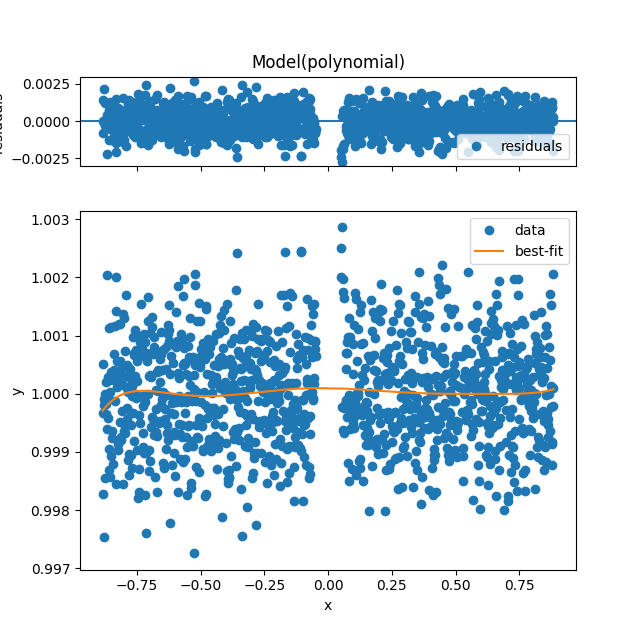 Model(polynomial)
0.0025
0.0000
−0.0025
residuals
residuals
1.003
1.002
1.001
1.000
0.999
0.998
0.997
y
data
best-fit
−0.75 −0.50 −0.25 0.00 0.25 0.50 0.75
x